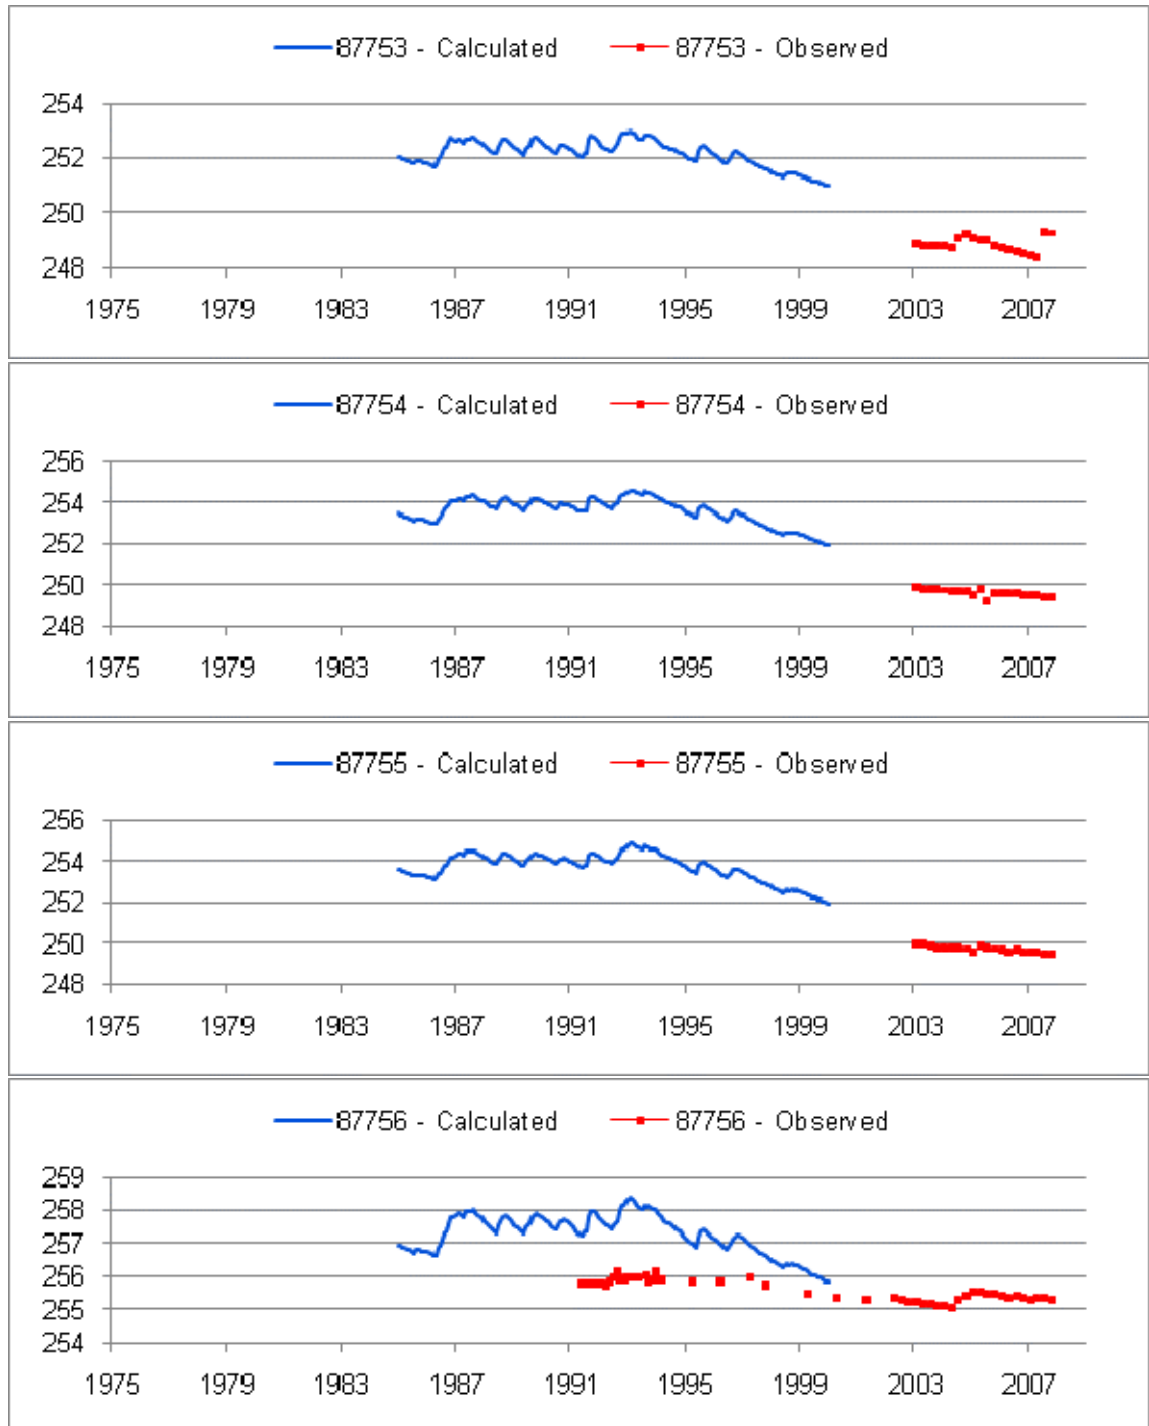 87753 - Calculated 87753 - Observed
254
252
250
248
1975 1979 1983 1987 1991 1995 1999 2003 2007
87754 - Calculated 87754 - Observed
256
254
252
250
248
1975 1979 1983 1987 1991 1995 1999 2003 2007
87755 - Calculated 87755 - Observed
256
254
252
250
248
1975 1979 1983 1987 1991 1995 1999 2003 2007
87756 - Calculated 87756 - Observed
259
258
257
256
255
254
1975 1979 1983 1987 1991 1995 1999 2003 2007